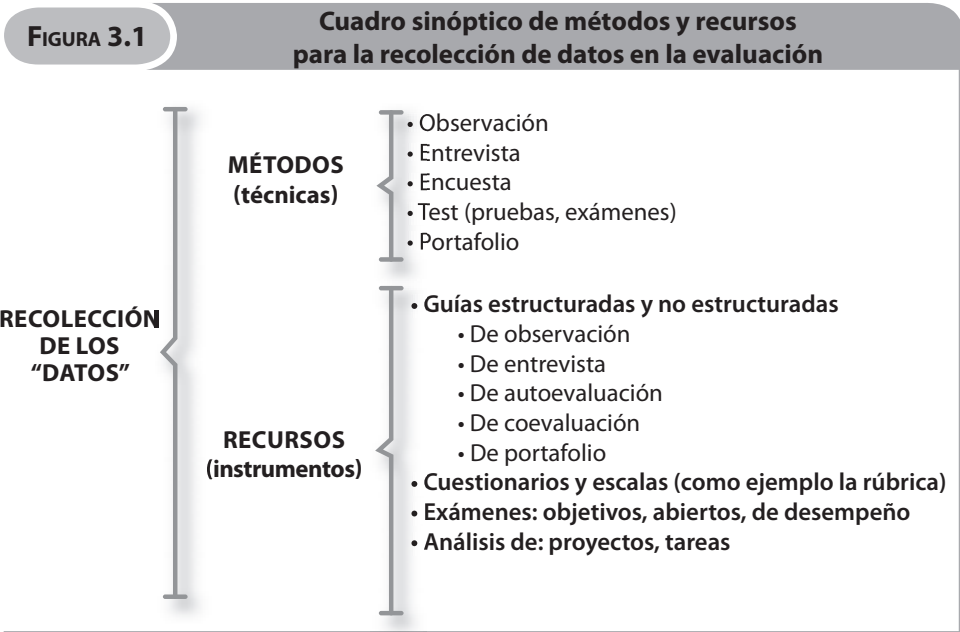 FIGURA 3.1
Cuadro sinóptico de métodos y recursos
para la recolección de datos en la evaluación
RECOLECCIÓN
DE LOS
“DATOS”
MÉTODOS
(técnicas)
• Observación
• Entrevista
• Encuesta
• Test (pruebas, exámenes)
• Portafolio
RECURSOS
(instrumentos)
• Guías estructuradas y no estructuradas
• De observación
• De entrevista
• De autoevaluación
• De coevaluación
• De portafolio
• Cuestionarios y escalas (como ejemplo la rúbrica)
• Exámenes: objetivos, abiertos, de desempeño
• Análisis de: proyectos, tareas